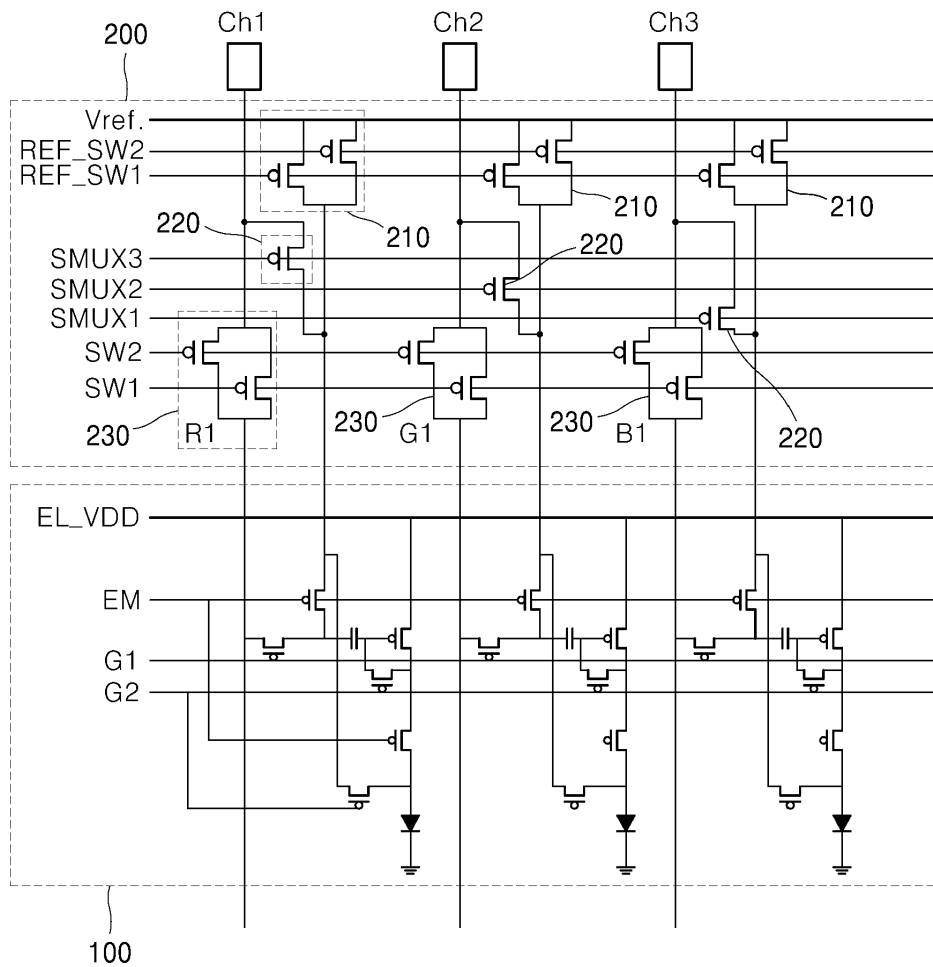 Ch1 Ch2 Ch3
200
Vref.
REF_SW2
REF_SW1
210 210 210
220
SMUX3
220
SMUX2
SMUX1
SW2
SW1
230 R1 230 G1 230 B1 220
EL_VDD
EM
G1
G2
100